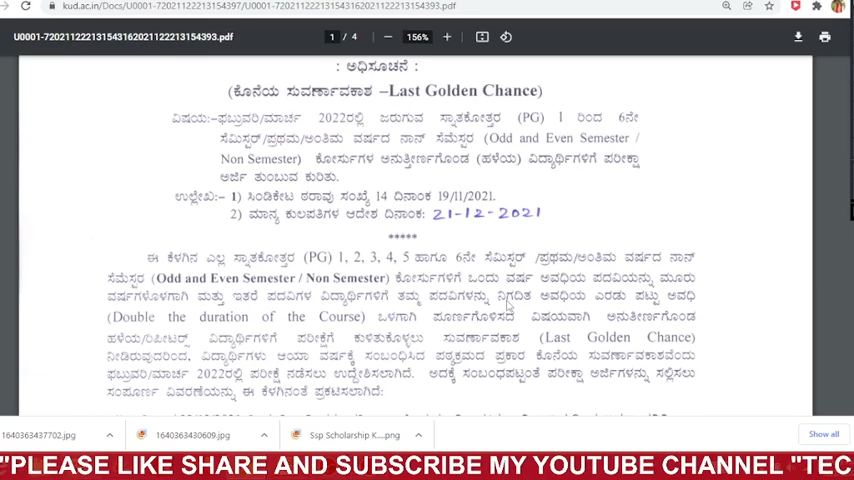 kud.ac.in/Docs/U0001-72021122213154397/U0001-72021122213154316202112221315​4393.pdf
U0001-72021122213154316202112221315​4393.pdf
1 / 4
156%
: ಅಧಿಸೂಚನೆ :
(ಕೊನೆಯ ಸುವರ್ಣಾವಕಾಶ –Last Golden Chance)
ವಿಷಯ:-ಫಬ್ರುವರಿ/ಮಾರ್ಚ 2022ರಲ್ಲಿ ಜರುಗುವ ಸ್ನಾತಕೋತ್ತರ (PG) 1 ರಿಂದ 6ನೇ
ಸೆಮಿಸ್ಟರ್/ಪ್ರಥಮ/ಅಂತಿಮ ವರ್ಷದ ನಾನ್ ಸೆಮೆಸ್ಟರ (Odd and Even Semester /
Non Semester) ಕೋರ್ಸುಗಳ ಅನುತ್ತೀರ್ಣಗೊಂಡ (ಹಳೆಯ) ವಿದ್ಯಾರ್ಥಿಗಳಿಗೆ ಪರೀಕ್ಷಾ
ಅರ್ಜಿ ತುಂಬುವ ಕುರಿತು.
ಉಲ್ಲೇಖ:- 1) ಸಿಂಡಿಕೇಟ ಠರಾವು ಸಂಖ್ಯೆ 14 ದಿನಾಂಕ 19/11/2021.
2) ಮಾನ್ಯ ಕುಲಪತಿಗಳ ಆದೇಶ ದಿನಾಂಕ: 21-12-2021
*****
ಈ ಕೆಳಗಿನ ಎಲ್ಲ ಸ್ನಾತಕೋತ್ತರ (PG) 1, 2, 3, 4, 5 ಹಾಗೂ 6ನೇ ಸೆಮಿಸ್ಟರ್ /ಪ್ರಥಮ/ಅಂತಿಮ ವರ್ಷದ ನಾನ್
ಸೆಮೆಸ್ಟರ (Odd and Even Semester / Non Semester) ಕೋರ್ಸುಗಳಿಗೆ ಒಂದು ವರ್ಷ ಅವಧಿಯ ಪದವಿಯನ್ನು ಮೂರು
ವರ್ಷಗಳೊಳಗಾಗಿ ಮತ್ತು ಇತರೆ ಪದವಿಗಳ ವಿದ್ಯಾರ್ಥಿಗಳಿಗೆ ತಮ್ಮ ಪದವಿಗಳನ್ನು ನಿಗದಿತ ಅವಧಿಯ ಎರಡು ಪಟ್ಟು ಅವಧಿ
(Double the duration of the Course) ಒಳಗಾಗಿ ಪೂರ್ಣಗೊಳಿಸದೆ ವಿಷಯವಾಗಿ ಅನುತೀರ್ಣಗೊಂಡ
ಹಳೆಯ/ರಿಪೀಟರ್ಸ್ ವಿದ್ಯಾರ್ಥಿಗಳಿಗೆ ಪರೀಕ್ಷೆಗೆ ಕುಳಿತುಕೊಳ್ಳಲು ಸುವರ್ಣಾವಕಾಶ (Last Golden Chance)
ನೀಡಿರುವುದರಿಂದ, ವಿದ್ಯಾರ್ಥಿಗಳು ಆಯಾ ವರ್ಷಕ್ಕೆ ಸಂಬಂಧಿಸಿದ ಪಠ್ಯಕ್ರಮದ ಪ್ರಕಾರ ಕೊನೆಯ ಸುವರ್ಣಾವಕಾಶವೆಂದು
ಫಬ್ರುವರಿ/ಮಾರ್ಚ 2022ರಲ್ಲಿ ಪರೀಕ್ಷೆ ನಡೆಸಲು ಉದ್ದೇಶಿಸಲಾಗಿದೆ. ಅದಕ್ಕೆ ಸಂಬಂಧಪಟ್ಟಂತೆ ಪರೀಕ್ಷಾ ಅರ್ಜಿಗಳನ್ನು ಸಲ್ಲಿಸಲು
ಸಂಪೂರ್ಣ ವಿವರಣೆಯನ್ನು ಈ ಕೆಳಗಿನಂತೆ ಪ್ರಕಟಿಸಲಾಗಿದೆ:
1640363437702.jpg
1640363430609.jpg
Ssp Scholarship K....png
Show all
"PLEASE LIKE SHARE AND SUBSCRIBE MY YOUTUBE CHANNEL "TEC